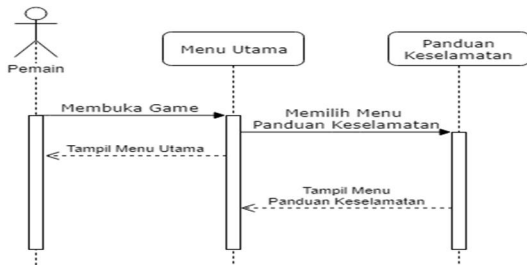 Pemain
Menu Utama
Panduan
Keselamatan
Membuka Game
Memilih Menu
Panduan Keselamatan
Tampil Menu Utama
Tampil Menu
Panduan Keselamatan